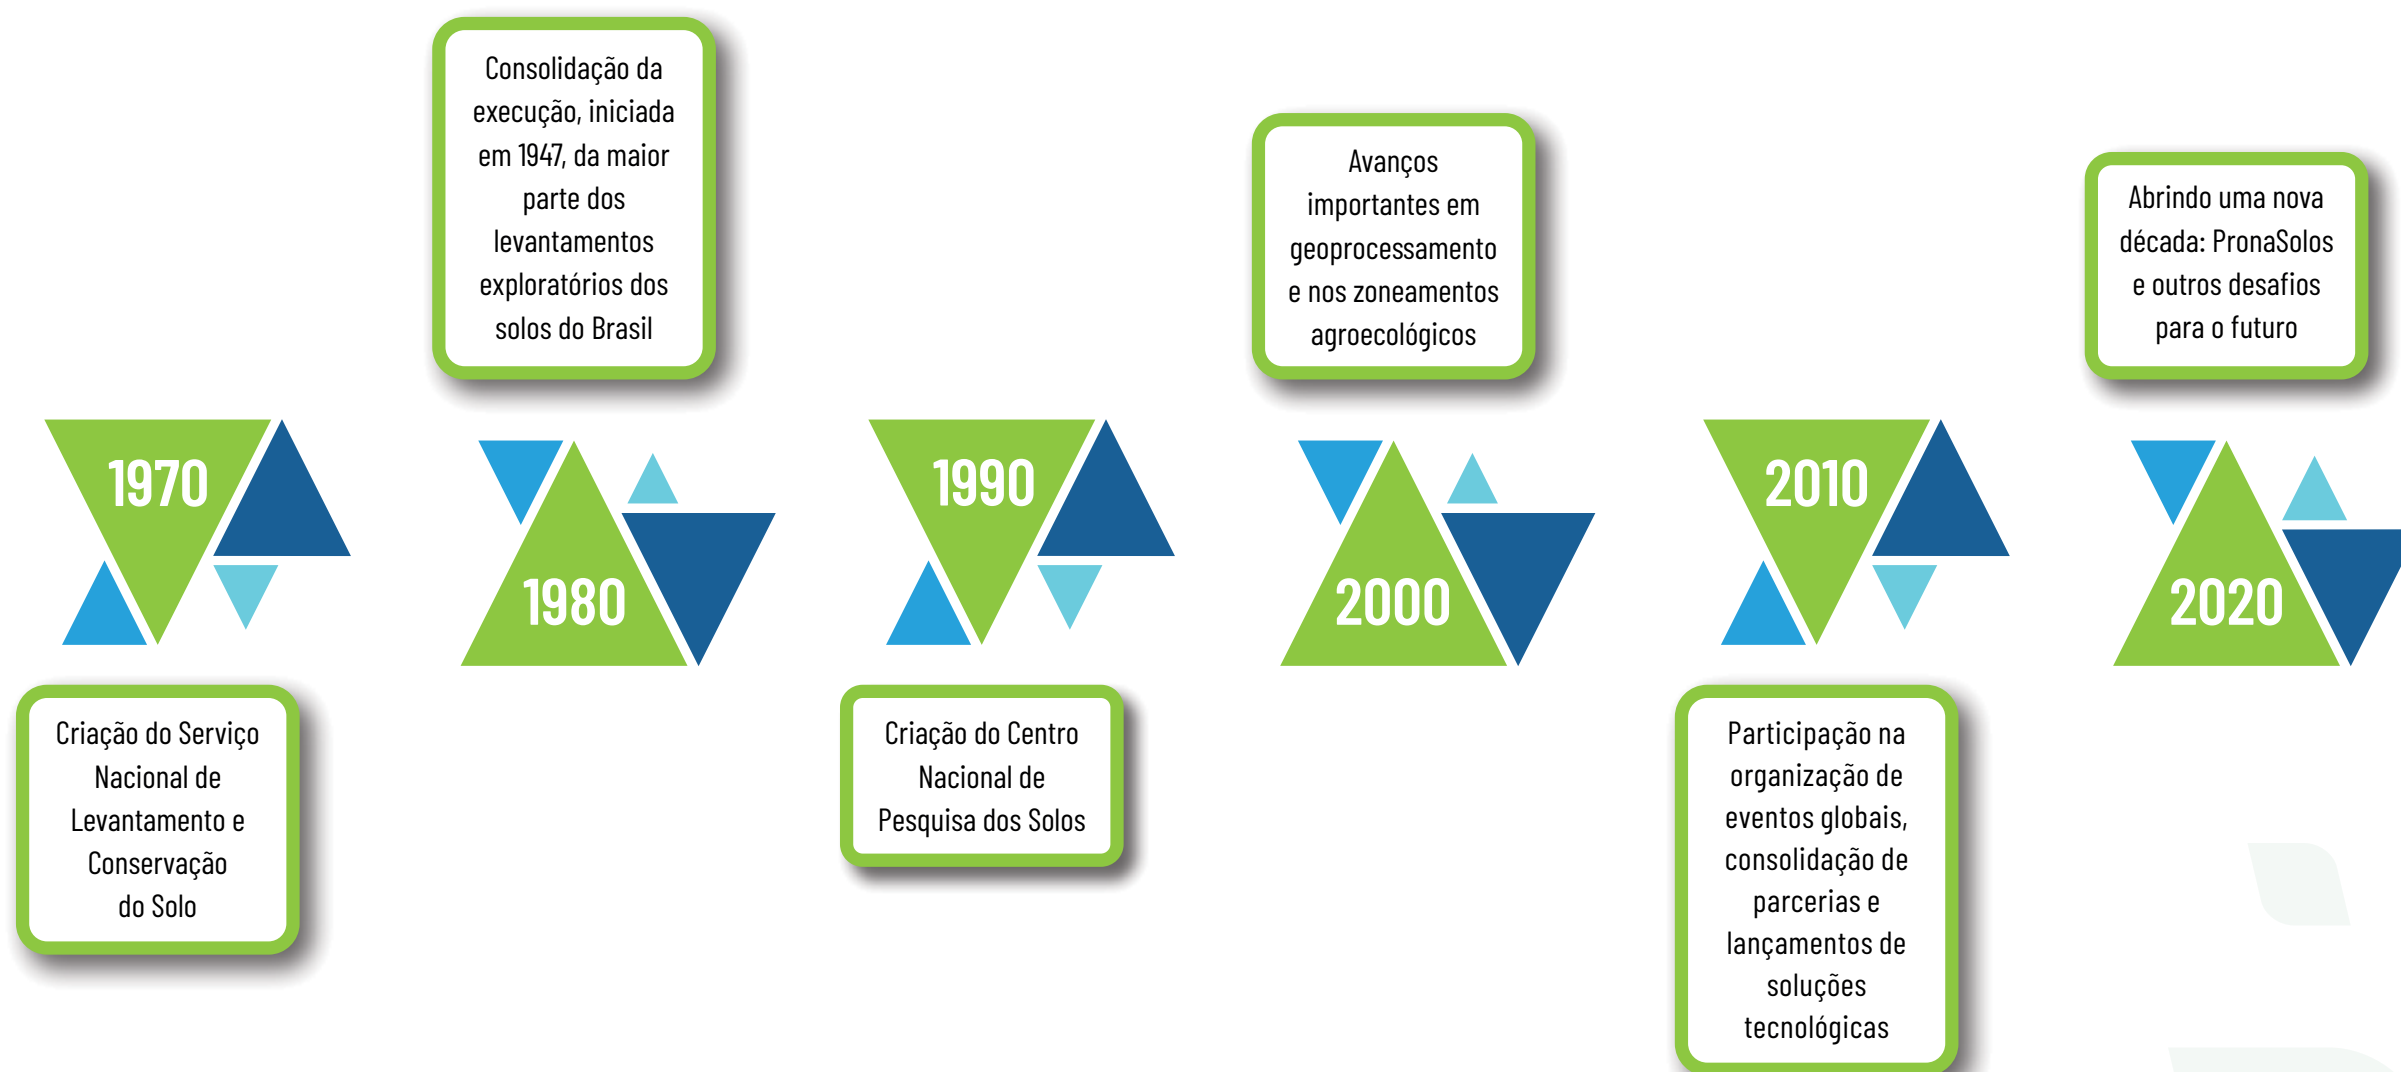 1970
Criação do Serviço
Nacional de
Levantamento e
Conservação
do Solo
Consolidação da
execução, iniciada
em 1947, da maior
parte dos
levantamentos
exploratórios dos
solos do Brasil
1980
1990
Criação do Centro
Nacional de
Pesquisa dos Solos
Avanços
importantes em
geoprocessamento
e nos zoneamentos
agroecológicos
2000
2010
Participação na
organização de
eventos globais,
consolidação de
parcerias e
lançamentos de
soluções
tecnológicas
Abrindo uma nova
década: PronaSolos
e outros desafios
para o futuro
2020